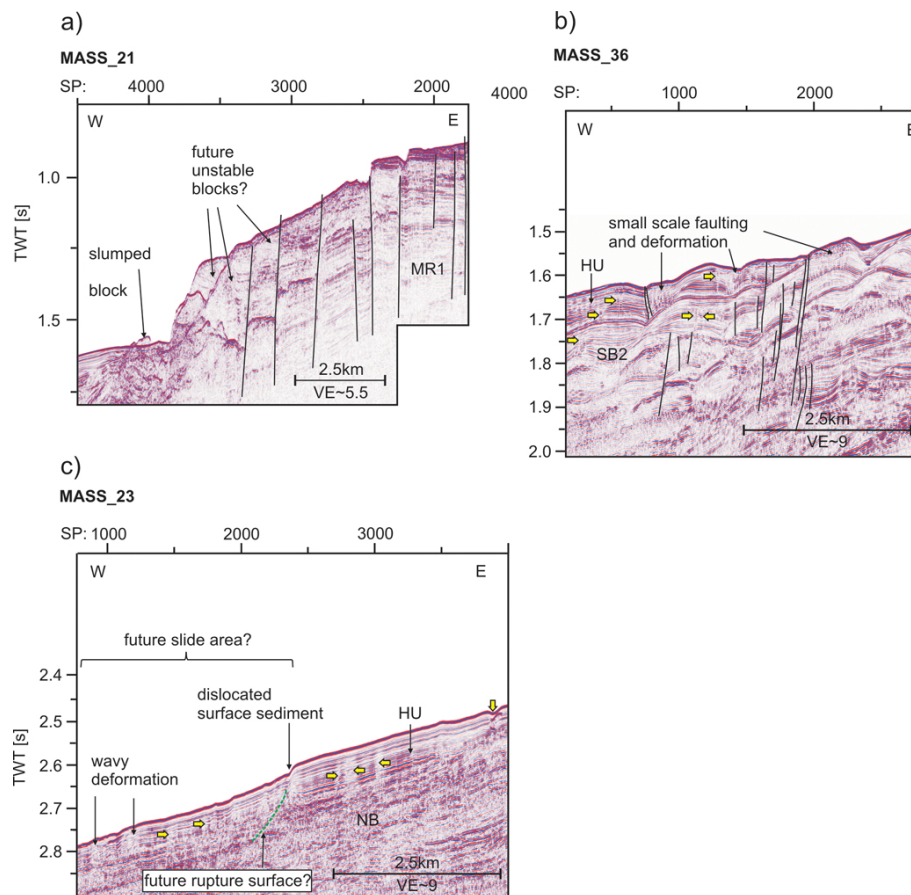 a)
MASS_21
SP: 4000 3000 2000
W E
future
unstable
blocks?
slumped
block
MR1
2.5km
VE~5.5
TWT [s]
1.0
1.5
b)
MASS_36
4000 1000 2000
W E
small scale faulting
and deformation
HU
SB2
2.5km
VE~9
TWT [s]
1.5
1.6
1.7
1.8
1.9
2.0
c)
MASS_23
SP: 1000 2000 3000
W E
future slide area?
dislocated
surface sediment
HU
wavy
deformation
NB
future rupture surface?
2.5km
VE~9
TWT [s]
2.4
2.5
2.6
2.7
2.8